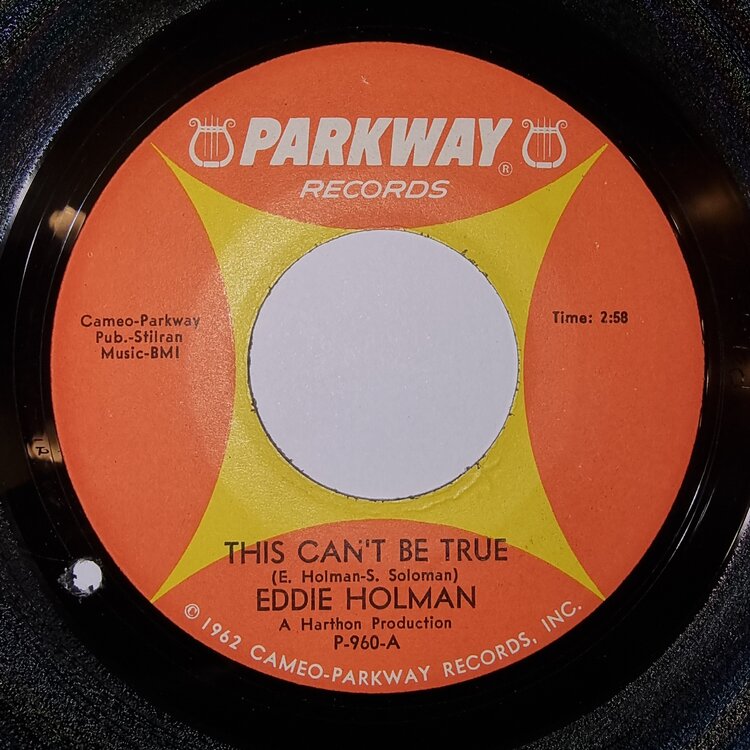 PARKWAY®
RECORDS
Cameo-Parkway
Pub.-Stilran
Music-BMI
Time: 2:58
THIS CAN'T BE TRUE
(E. Holman-S. Soloman)
EDDIE HOLMAN
A Harthon Production
P-960-A
© 1962 CAMEO-PARKWAY RECORDS, INC.